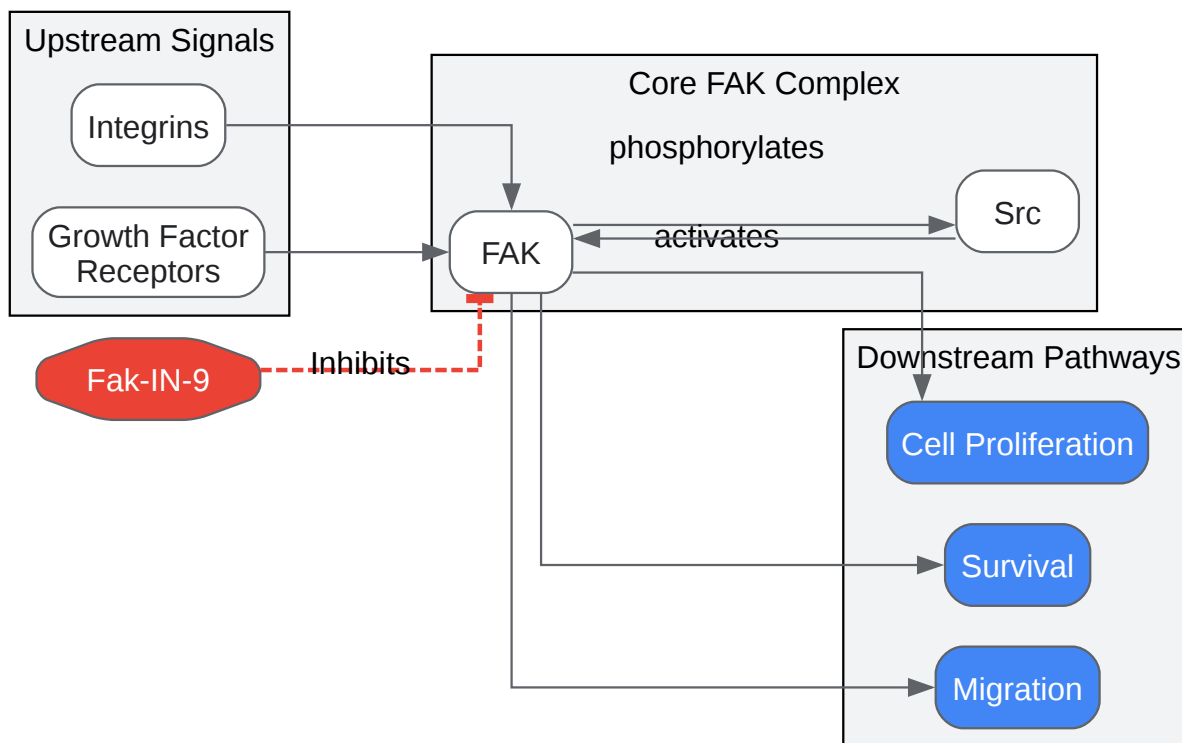 Upstream Signals
Integrins
Growth Factor
Receptors
Fak-IN-9
Inhibits
Core FAK Complex
phosphorylates
FAK
activates
Src
Downstream Pathways
Cell Proliferation
Survival
Migration